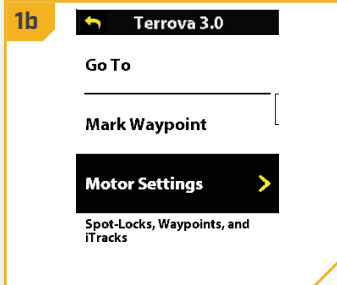 1b
Terrova 3.0
Go To
Mark Waypoint
Motor Settings
Spot-Locks, Waypoints, and
iTracks